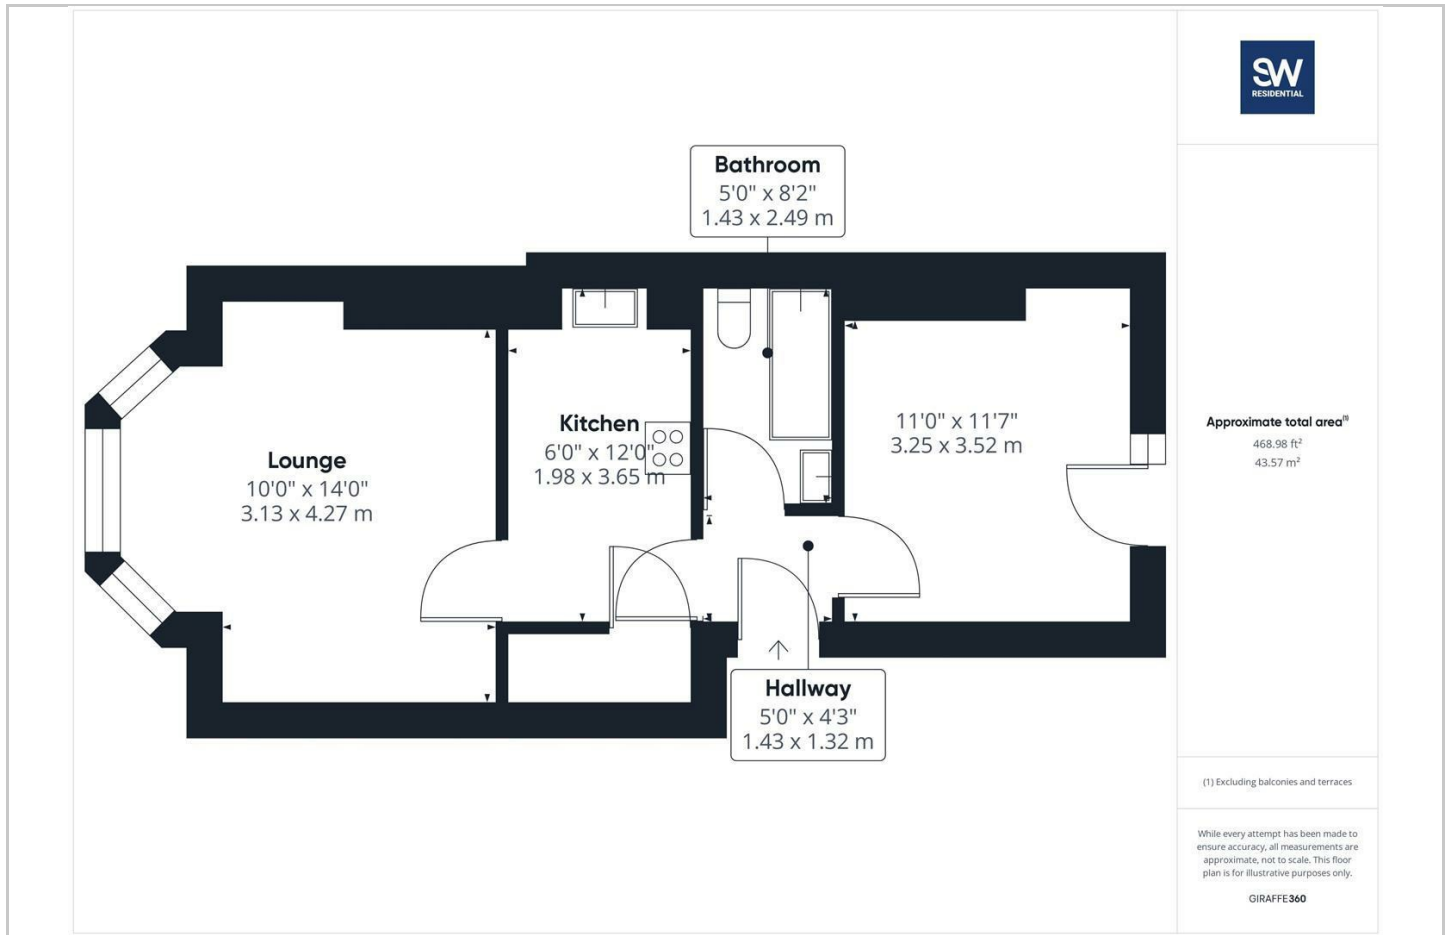 SW
RESIDENTIAL
Bathroom
5'0" x 8'2"
1.43 x 2.49 m
Kitchen
6'0" x 12'0"
1.98 x 3.65 m
11'0" x 11'7"
3.25 x 3.52 m
Lounge
10'0" x 14'0"
3.13 x 4.27 m
Hallway
5'0" x 4'3"
1.43 x 1.32 m
Approximate total area(1)
468.98 ft²
43.57 m²
(1) Excluding balconies and terraces
While every attempt has been made to
ensure accuracy, all measurements are
approximate, not to scale. This floor
plan is for illustrative purposes only.
GIRAFFE360